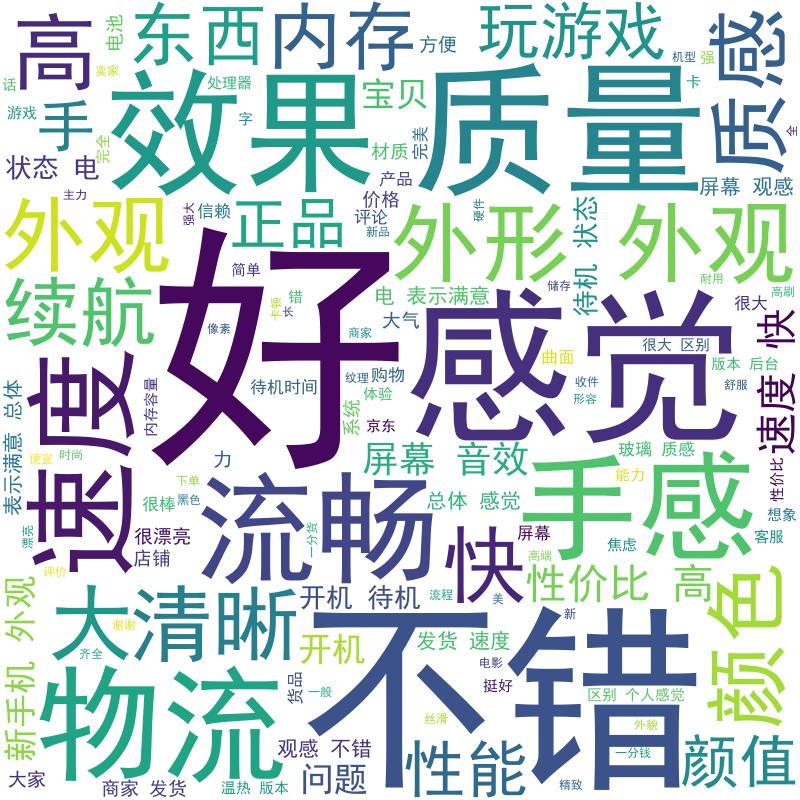 高
电池
东西
内存
方便
玩游戏
机型
强
质感
话
卖家
游戏
手
完全
处理器
字
效果
宝贝
材质
完美
质量
卡
全
状态 电
主力
产品
价格
屏幕 观感
外观
强大
信赖
正品
评论
新品
外形
硬件
待机 状态
外观
耐用
续航
简单
好
电 表示满意
储存
很大
高刷
快
错
卡顿
长
像素
大气
商家
感觉
很大 区别
版本 后台
曲面
速度
内存容量
待机时间
纹理
购物
体验
收件
形容
舒服
速度
总体
表示满意
系统
京东
便宜
时尚
力
屏幕 音效
玻璃 质感
性价比
下单
很棒
黑色
流畅
总体 感觉
手感
能力
想象
漂亮
很漂亮
店铺
一分货
快
屏幕
高端
焦虑
客服
评价
外观
新手机
大
谢谢
齐全
清晰
开机 待机
流程
美
性价比 高
颜色
开机
不错
发货 速度
新
电影
挺好
物流
货品
一般
区别 个人感觉
丝滑
外貌
观感 不错
一分钱
大家
商家 发货
温热 版本
问题
性能
精致
颜值